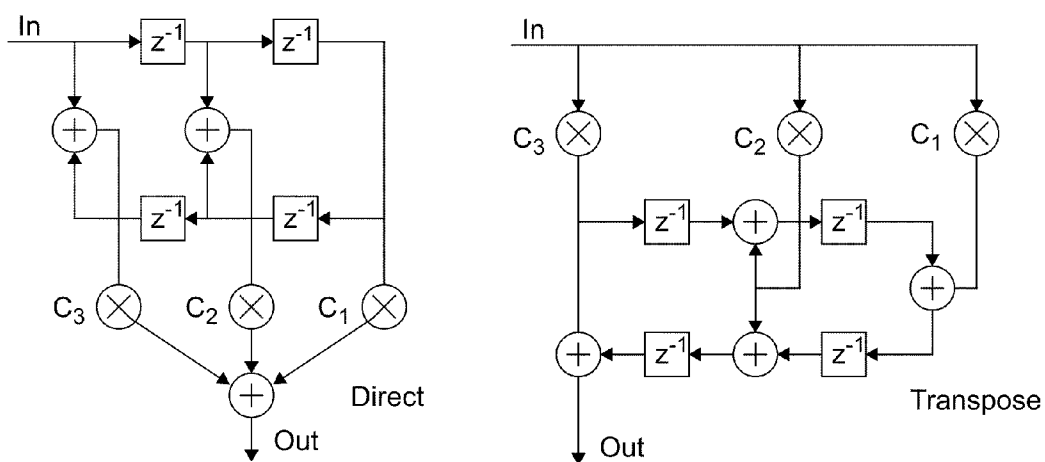 In
z⁻¹ z⁻¹
+ +
z⁻¹ z⁻¹
C₃ × C₂ × C₁ ×
+
Direct
Out
In
C₃ × C₂ × C₁ ×
z⁻¹ + z⁻¹
+
+ z⁻¹ + z⁻¹
Transpose
Out